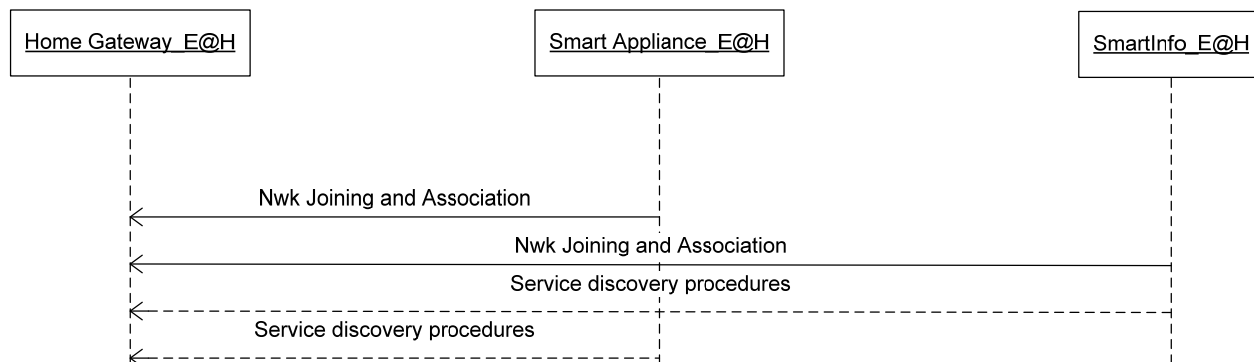 Home Gateway_E@H
Smart Appliance_E@H
SmartInfo_E@H
Nwk Joining and Association
Nwk Joining and Association
Service discovery procedures
Service discovery procedures